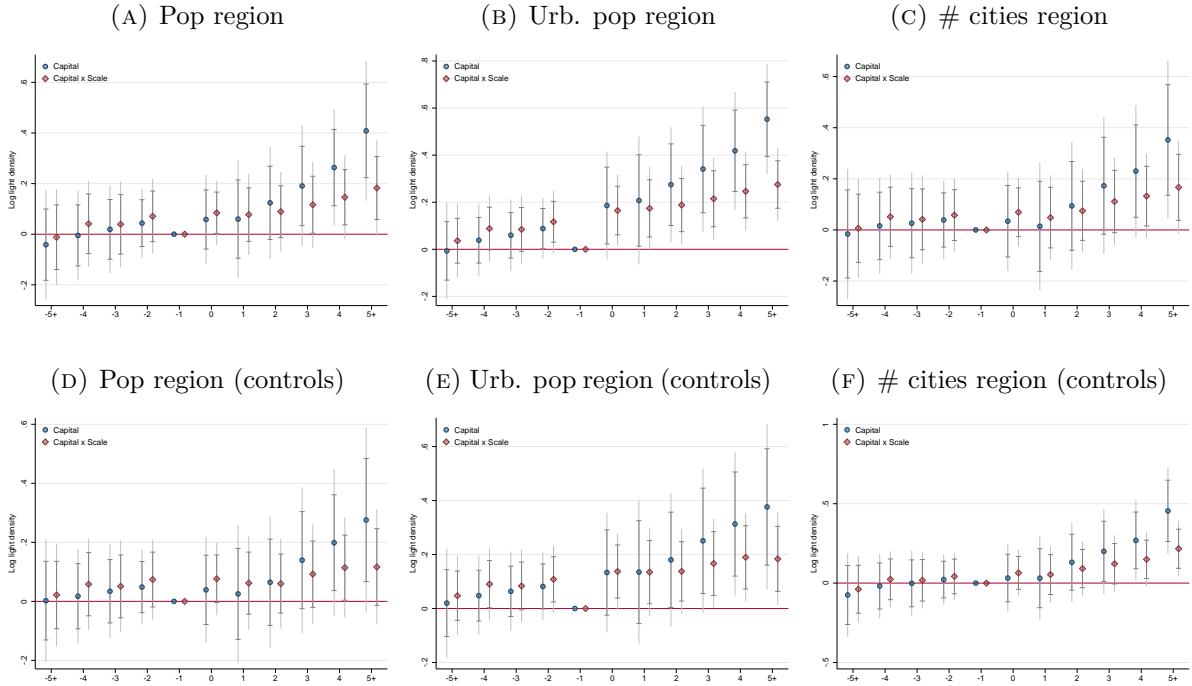 (A) Pop region
(B) Urb. pop region
(C) # cities region
Capital
Capital x Scale
Log light density
.6
.4
.2
0
-.2
-5+ -4 -3 -2 -1 0 1 2 3 4 5+
Capital
Capital x Scale
Log light density
.8
.6
.4
.2
0
-.2
-5+ -4 -3 -2 -1 0 1 2 3 4 5+
Capital
Capital x Scale
Log light density
.6
.4
.2
0
-.2
-5+ -4 -3 -2 -1 0 1 2 3 4 5+
(D) Pop region (controls)
(E) Urb. pop region (controls)
(F) # cities region (controls)
Capital
Capital x Scale
Log light density
.6
.4
.2
0
-.2
-5+ -4 -3 -2 -1 0 1 2 3 4 5+
Capital
Capital x Scale
Log light density
.6
.4
.2
0
-.2
-5+ -4 -3 -2 -1 0 1 2 3 4 5+
Capital
Capital x Scale
Log light density
1
.5
0
-.5
-5+ -4 -3 -2 -1 0 1 2 3 4 5+